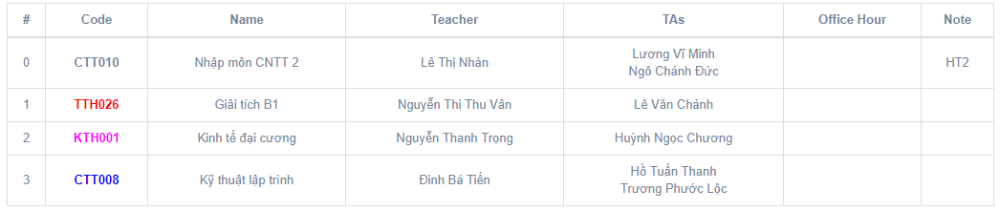 # Code Name Teacher TAs Office Hour Note
0 CTT010 Nhập môn CNTT 2 Lê Thị Nhàn Lương Vĩ Minh HT2
Ngô Chánh Đức
1 TTH026 Giải tích B1 Nguyễn Thị Thu Vân Lê Văn Chánh
2 KTH001 Kinh tế đại cương Nguyễn Thanh Trọng Huỳnh Ngọc Chương
3 CTT008 Kỹ thuật lập trình Đinh Bá Tiến Hồ Tuấn Thanh
Trương Phước Lộc